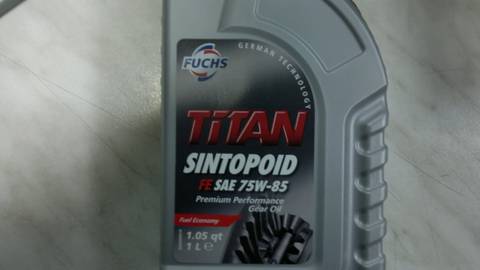 FUCHS
GERMAN TECHNOLOGY
TITAN
SINTOPOID
FE SAE 75W-85
Premium Performance
Gear Oil
Fuel Economy
1.05 qt
1 L e